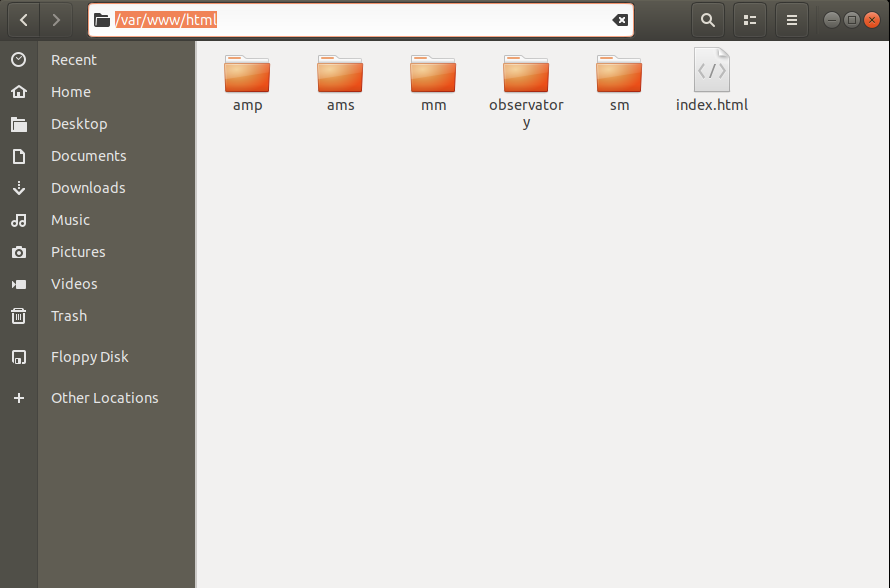 /var/www/html
Recent
Home
Desktop
Documents
Downloads
Music
Pictures
Videos
Trash
Floppy Disk
Other Locations
amp
ams
mm
observator
y
sm
index.html